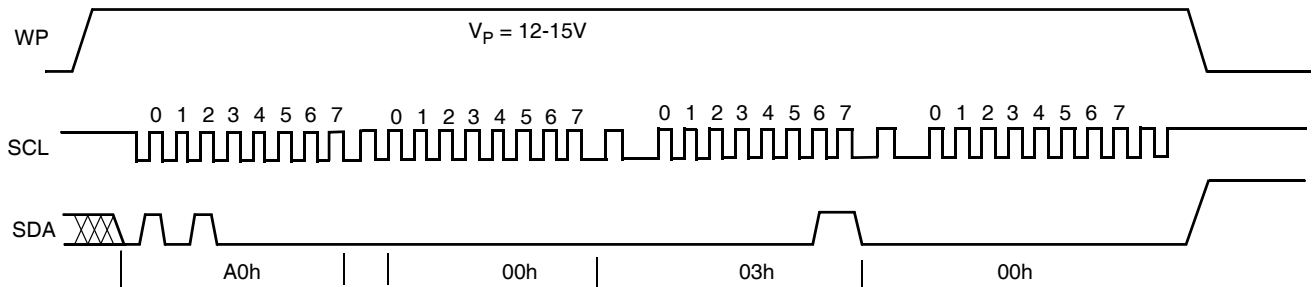 WP
V_P = 12-15V
0 1 2 3 4 5 6 7 0 1 2 3 4 5 6 7 0 1 2 3 4 5 6 7 0 1 2 3 4 5 6 7
SCL
SDA
A0h 00h 03h 00h